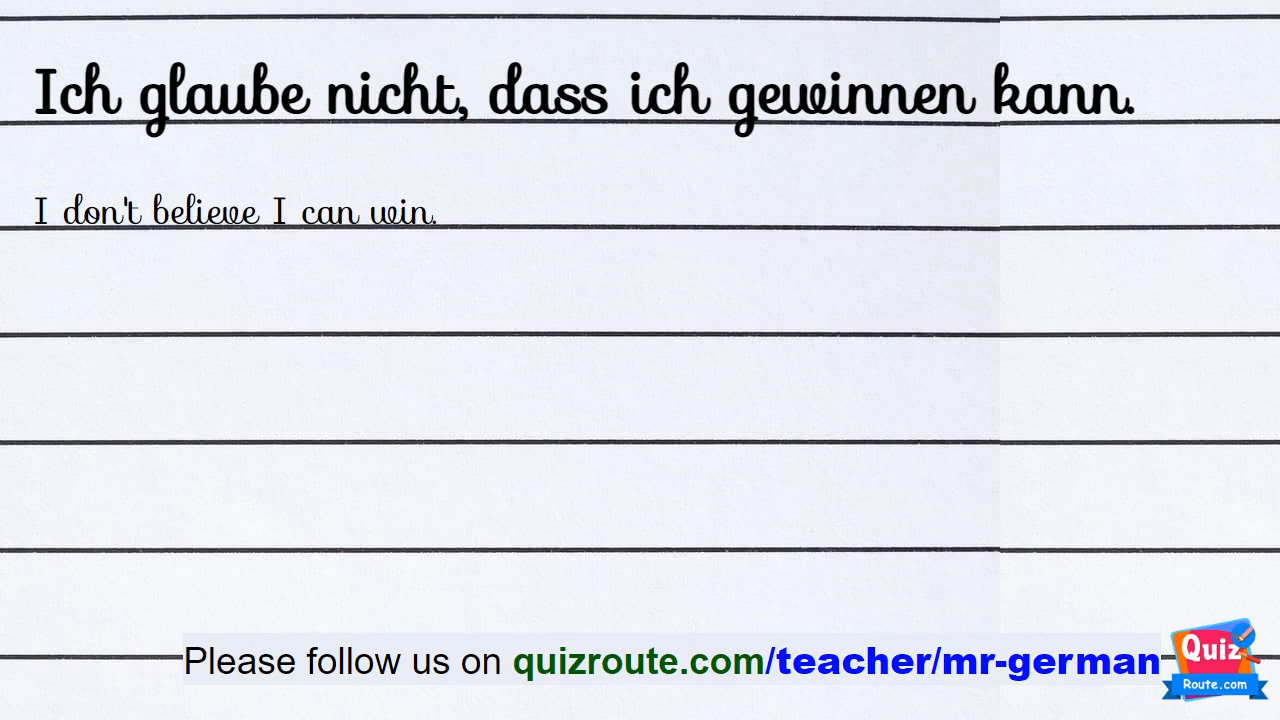 Ich glaube nicht, dass ich gewinnen kann.
I don't believe I can win.
Please follow us on quizroute.com/teacher/mr-german
Quiz
Route.com